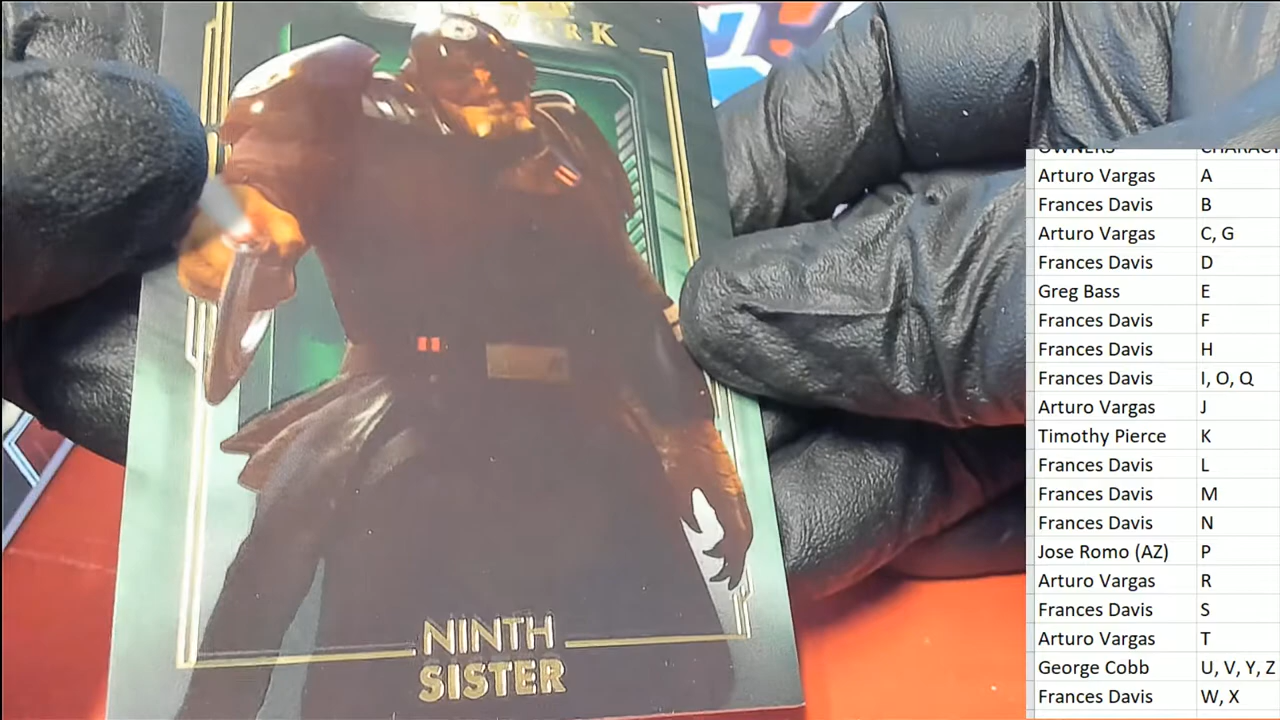 NINTH
SISTER
Arturo Vargas A
Frances Davis B
Arturo Vargas C, G
Frances Davis D
Greg Bass E
Frances Davis F
Frances Davis H
Frances Davis I, O, Q
Arturo Vargas J
Timothy Pierce K
Frances Davis L
Frances Davis M
Frances Davis N
Jose Romo (AZ) P
Arturo Vargas R
Frances Davis S
Arturo Vargas T
George Cobb U, V, Y, Z
Frances Davis W, X